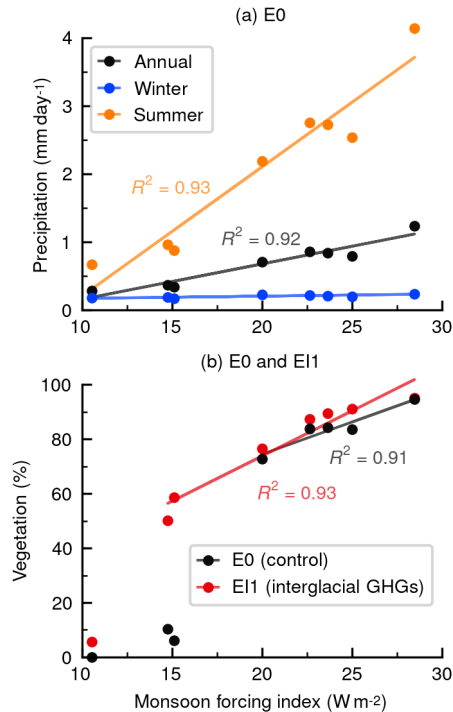 (a) E0
Precipitation (mm day-1)
4
3
2
1
0
Annual
Winter
Summer
R² = 0.93
R² = 0.92
10
15
20
25
30
(b) E0 and EI1
Vegetation (%)
100
80
60
40
20
0
R² = 0.91
R² = 0.93
E0 (control)
EI1 (interglacial GHGs)
10
15
20
25
30
Monsoon forcing index (W m-2)